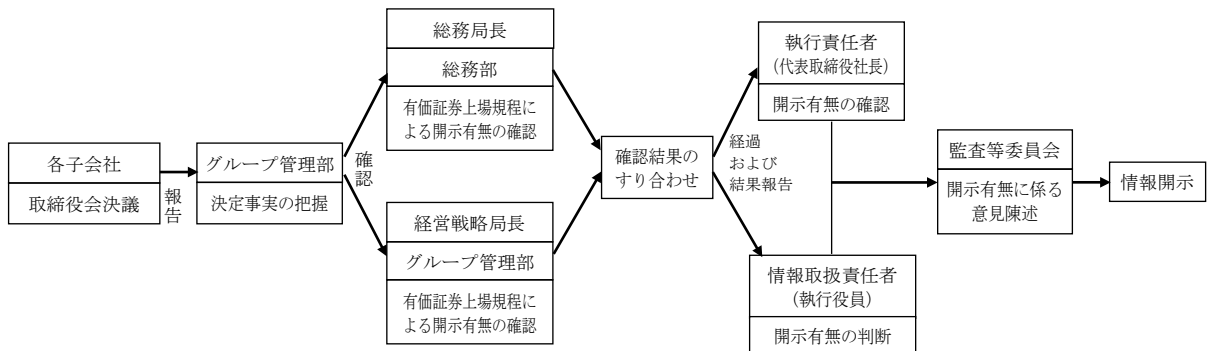 各子会社
取締役会決議
報告
グループ管理部
決定事実の把握
確認
総務局長
総務部
有価証券上場規程に
よる開示有無の確認
経営戦略局長
グループ管理部
有価証券上場規程に
よる開示有無の確認
確認結果の
すり合わせ
経過
および
結果報告
執行責任者
（代表取締役社長）
開示有無の確認
情報取扱責任者
（執行役員）
開示有無の判断
監査等委員会
開示有無に係る
意見陳述
情報開示